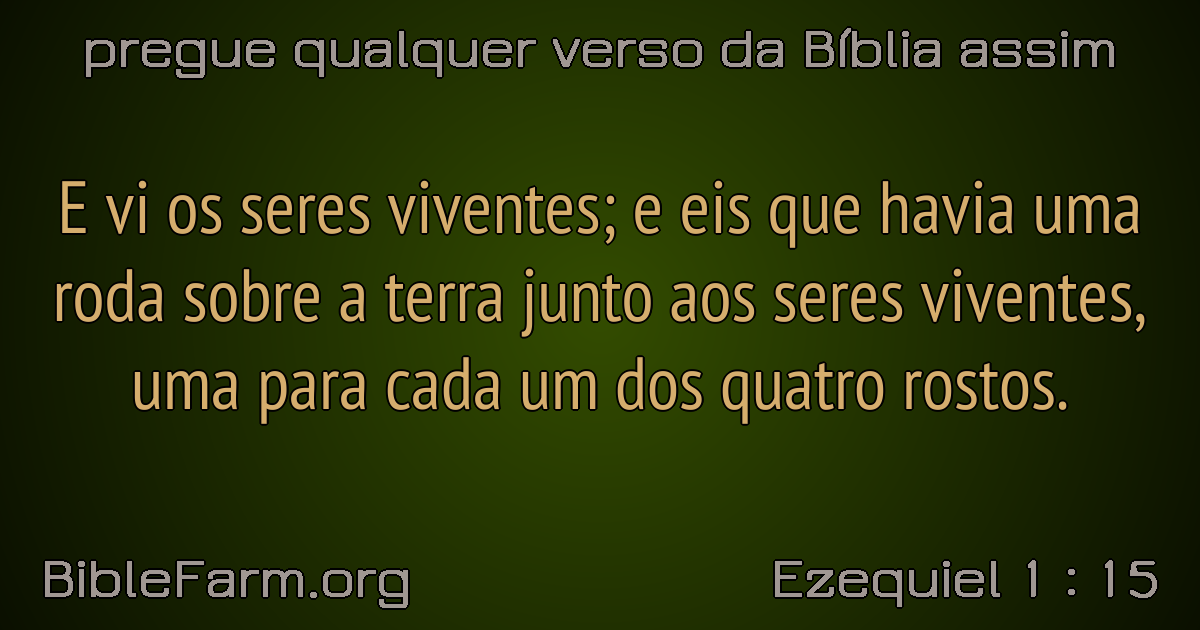 pregue qualquer verso da Bíblia assim
E vi os seres viventes; e eis que havia uma
roda sobre a terra junto aos seres viventes,
uma para cada um dos quatro rostos.
BibleFarm.org
Ezequiel 1 : 15